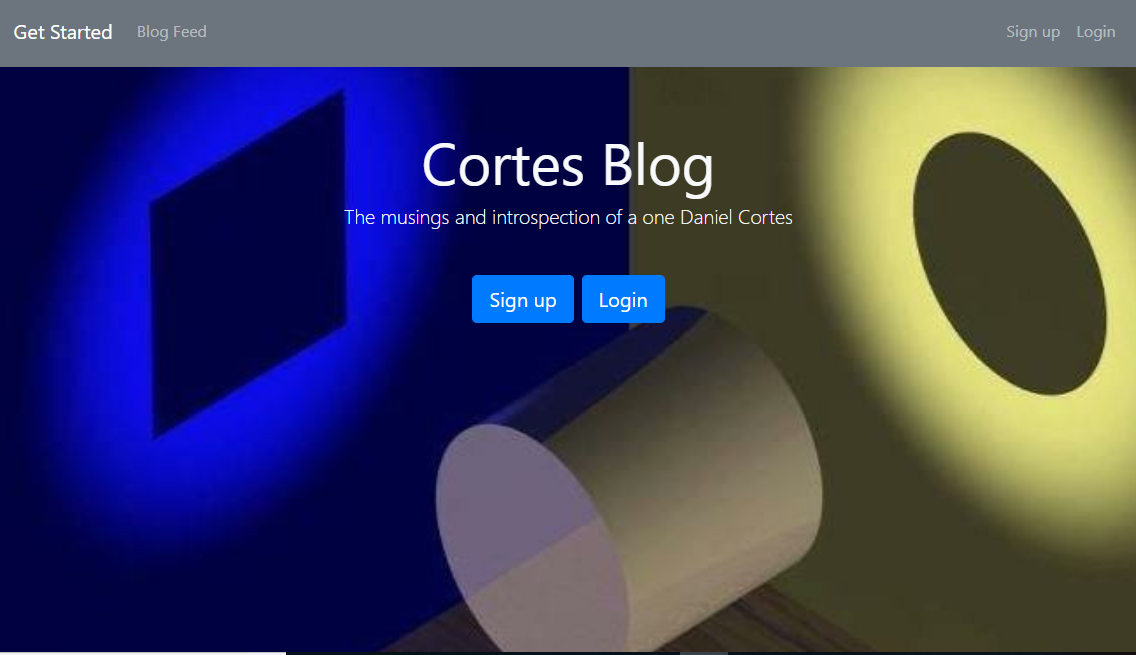 Get Started Blog Feed Sign up Login
Cortes Blog
The musings and introspection of a one Daniel Cortes
Sign up Login